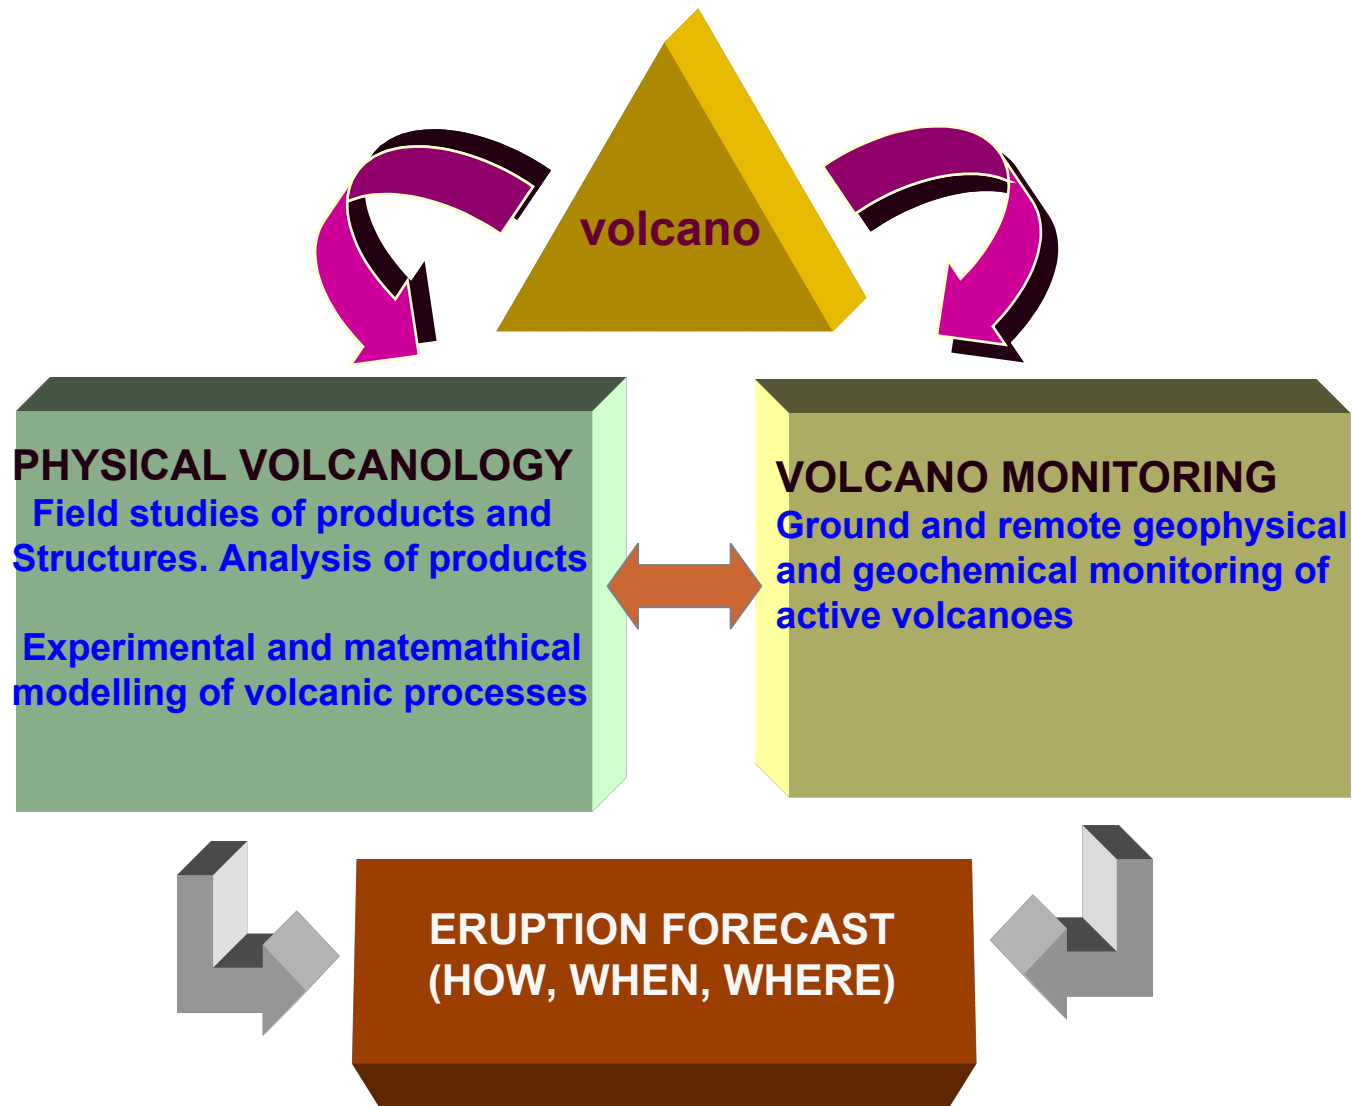 volcano
PHYSICAL VOLCANOLOGY
Field studies of products and
Structures. Analysis of products
Experimental and matemathical
modelling of volcanic processes
VOLCANO MONITORING
Ground and remote geophysical
and geochemical monitoring of
active volcanoes
ERUPTION FORECAST
(HOW, WHEN, WHERE)